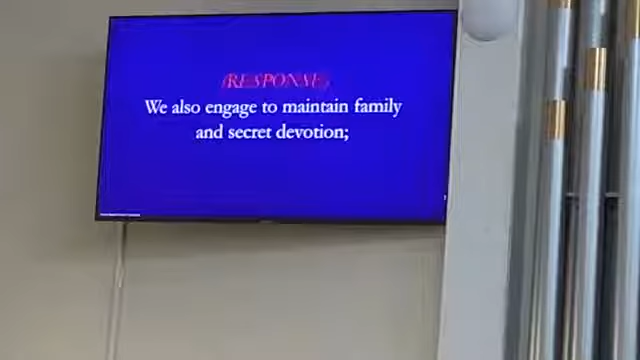 (RESPONSE)
We also engage to maintain family
and secret devotion;